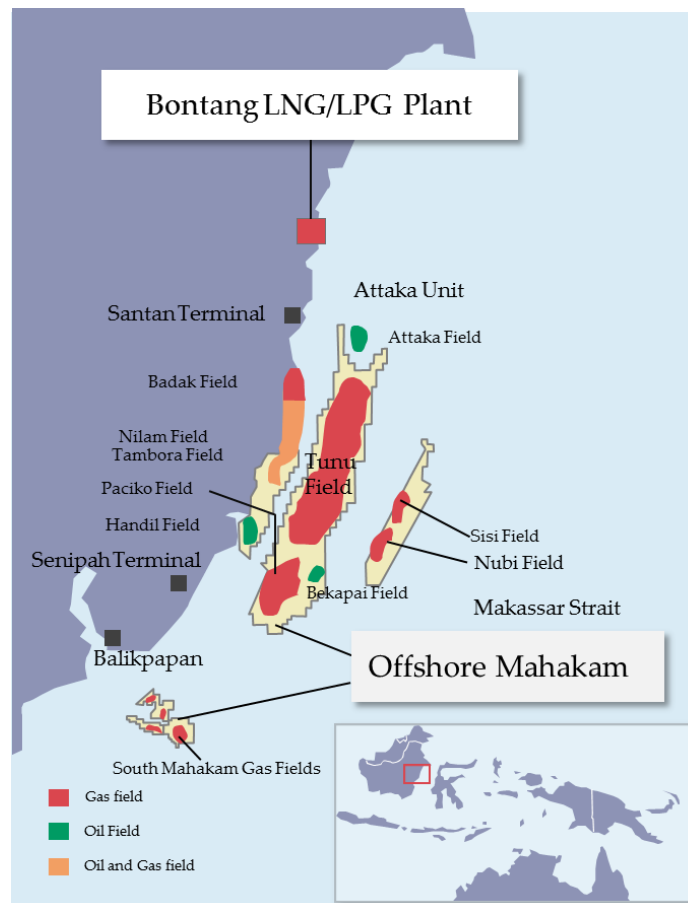 Bontang LNG/LPG Plant
Attaka Unit
Santan Terminal
Attaka Field
Badak Field
Nilam Field
Tambora Field
Tunu
Field
Paciko Field
Handil Field
Sisi Field
Senipah Terminal
Nubi Field
Bekapai Field
Makassar Strait
Balikpapan
Offshore Mahakam
South Mahakam Gas Fields
Gas field
Oil Field
Oil and Gas field